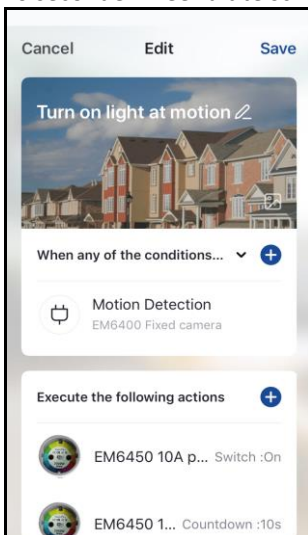 Cancel Edit Save
Turn on light at motion
When any of the conditions...
Motion Detection
EM6400 Fixed camera
Execute the following actions
EM6450 10A p... Switch :On
EM6450 1... Countdown :10s